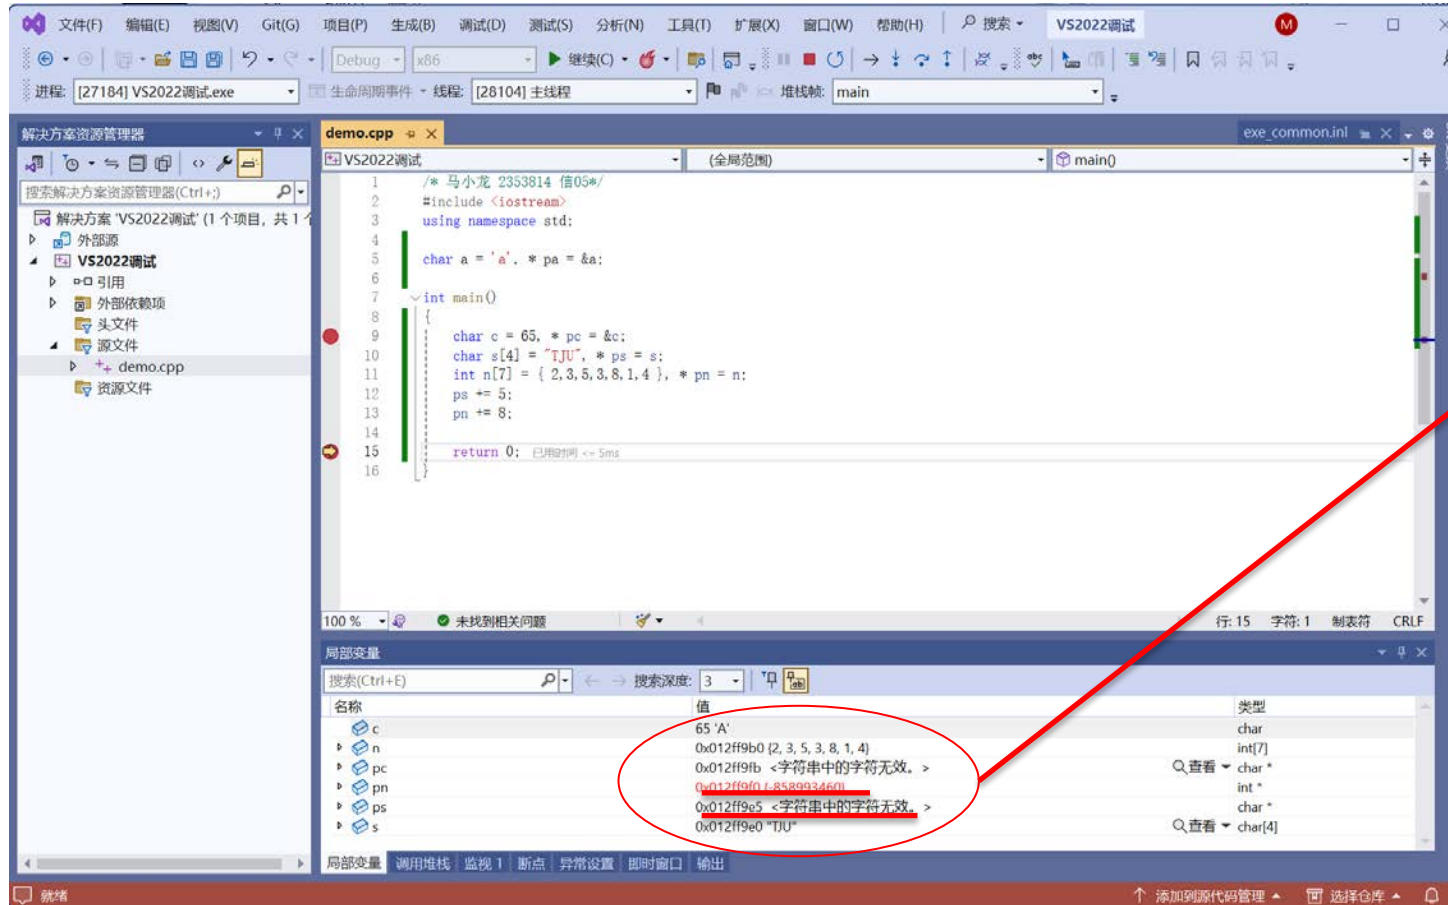 文件(F) 编辑(E) 视图(V) Git(G) 项目(P) 生成(B) 调试(D) 测试(S) 分析(N) 工具(T) 扩展(X) 窗口(W) 帮助(H) 搜索 VS2022调试 M
Debug x86 继续(C)
进程: [27184] VS2022调试.exe 生命周期事件 线程: [28104] 主线程 堆栈帧: main
解决方案资源管理器
搜索解决方案资源管理器(Ctrl+;)
解决方案 'VS2022调试' (1 个项目, 共 1 个
外部源
VS2022调试
引用
外部依赖项
头文件
源文件
demo.cpp
资源文件
demo.cpp exe_common.inl
VS2022调试 (全局范围) main()
1 /* 马小龙 2353814 信05*/
2 #include <iostream>
3 using namespace std;
4
5 char a = 'a', * pa = &a;
6
7 int main()
8 {
9 char c = 65, * pc = &c;
10 char s[4] = "TJU", * ps = s;
11 int n[7] = { 2,3,5,3,8,1,4 }, * pn = n;
12 ps += 5;
13 pn += 8;
14
15 return 0; 已用时间 <= 5ms
16 }
100 % 未找到相关问题 行: 15 字符: 1 制表符 CRLF
局部变量
搜索(Ctrl+E) 搜索深度: 3
名称 值 类型
c 65 'A' char
n 0x012ff9b0 {2, 3, 5, 3, 8, 1, 4} int[7]
pc 0x012ff9fb <字符串中的字符无效。> 查看 char *
pn 0x012ff9f0 {-858993460} int *
ps 0x012ff9e5 <字符串中的字符无效。> char *
s 0x012ff9e0 "TJU" 查看 char[4]
局部变量 调用堆栈 监视 1 断点 异常设置 即时窗口 输出
就绪 添加到源代码管理 选择仓库